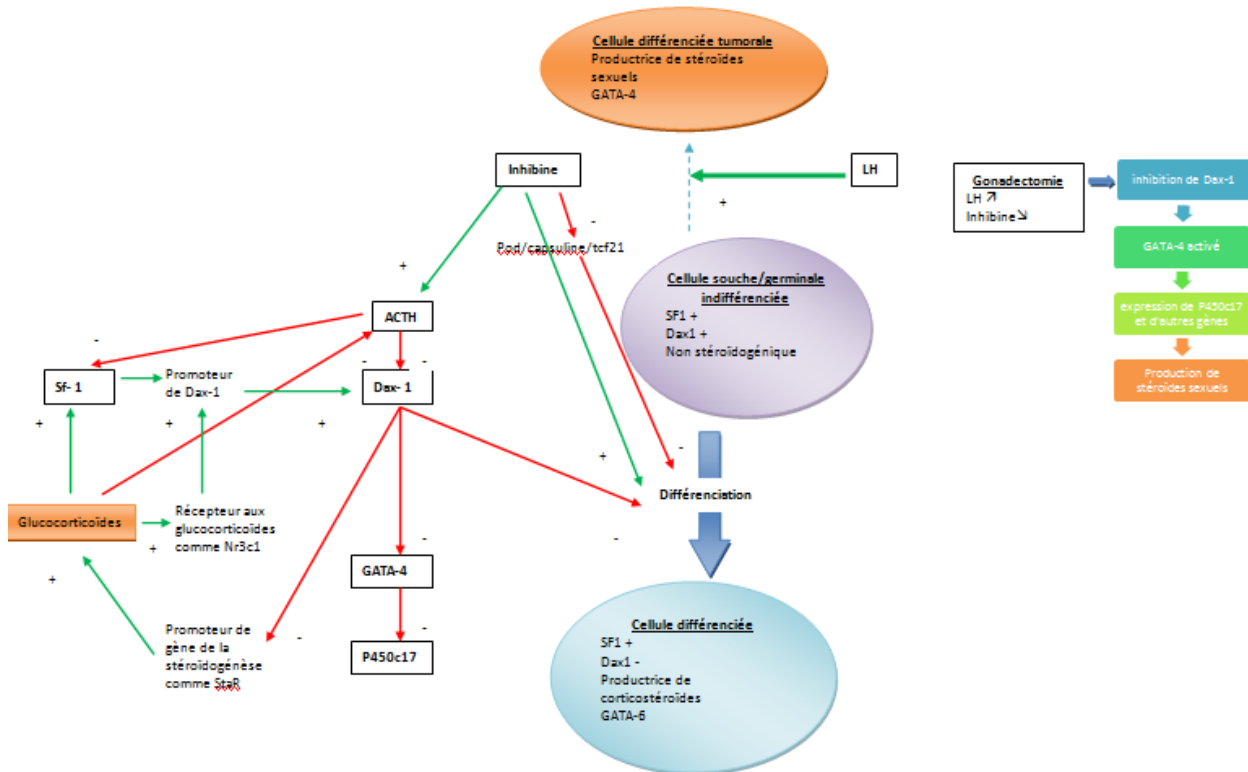 Cellule différenciée tumorale
Productrice de stéroïdes
sexuels
GATA-4
Inhibine
LH
+
-
Pod/capsuline/tcf21
Gonadectomie
LH ↗
Inhibine ↘
inhibition de Dax-1
GATA-4 activé
expression de P450c17
et d'autres gènes
Production de
stéroïdes sexuels
Cellule souche/germinale
indifférenciée
SF1 +
Dax1 +
Non stéroïdogénique
+
ACTH
-
-
-
Sf- 1
Promoteur
de Dax-1
Dax- 1
+
+
+
+
-
Différenciation
-
Glucocorticoïdes
Récepteur aux
glucocorticoïdes
comme Nr3c1
+
+
-
GATA-4
-
P450c17
Promoteur de
gène de la
stéroïdogénèse
comme StaR
-
Cellule différenciée
SF1 +
Dax1 -
Productrice de
corticostéroïdes
GATA-6